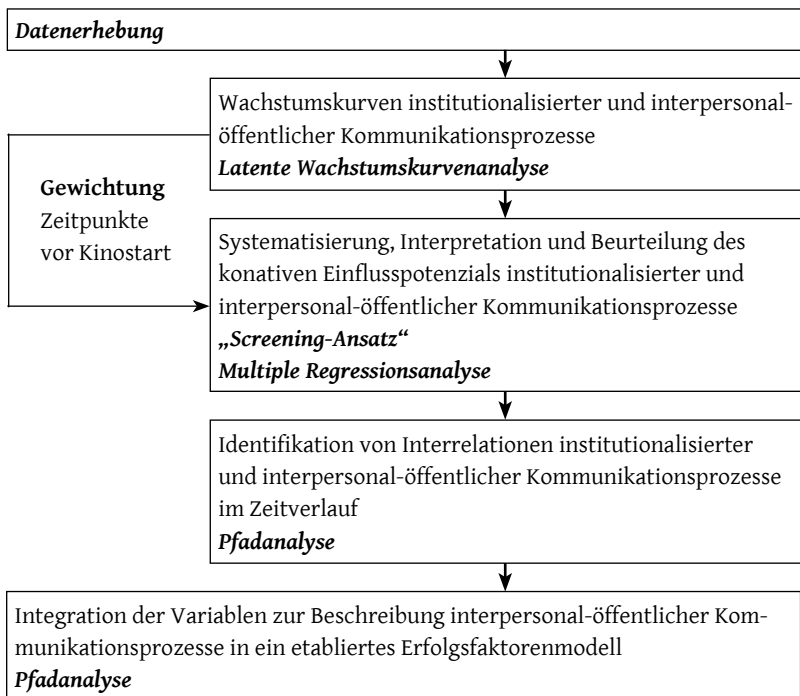 Datenerhebung
Wachstumskurven institutionalisierter und interpersonal-
öffentlicher Kommunikationsprozesse
Latente Wachstumskurvenanalyse
Gewichtung
Zeitpunkte
vor Kinostart
Systematisierung, Interpretation und Beurteilung des
konativen Einflusspotenzials institutionalisierter und
interpersonal-öffentlicher Kommunikationsprozesse
„Screening-Ansatz“
Multiple Regressionsanalyse
Identifikation von Interrelationen institutionalisierter
und interpersonal-öffentlicher Kommunikationsprozesse
im Zeitverlauf
Pfadanalyse
Integration der Variablen zur Beschreibung interpersonal-öffentlicher Kom-
munikationsprozesse in ein etabliertes Erfolgsfaktorenmodell
Pfadanalyse